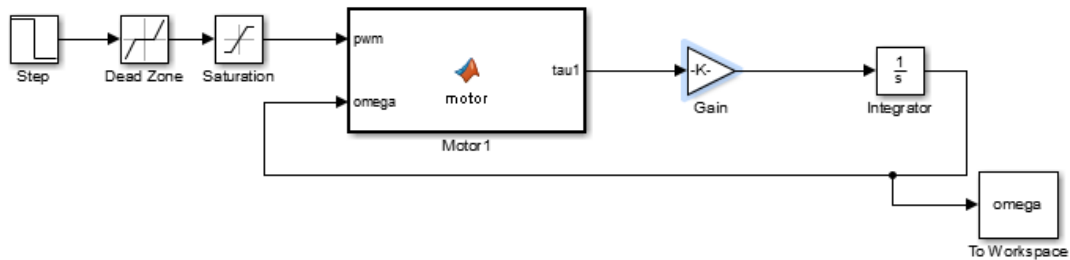 Step
Dead Zone
Saturation
pwm
omega
motor
tau1
Motor1
-K-
Gain
1
s
Integrator
omega
To Workspace